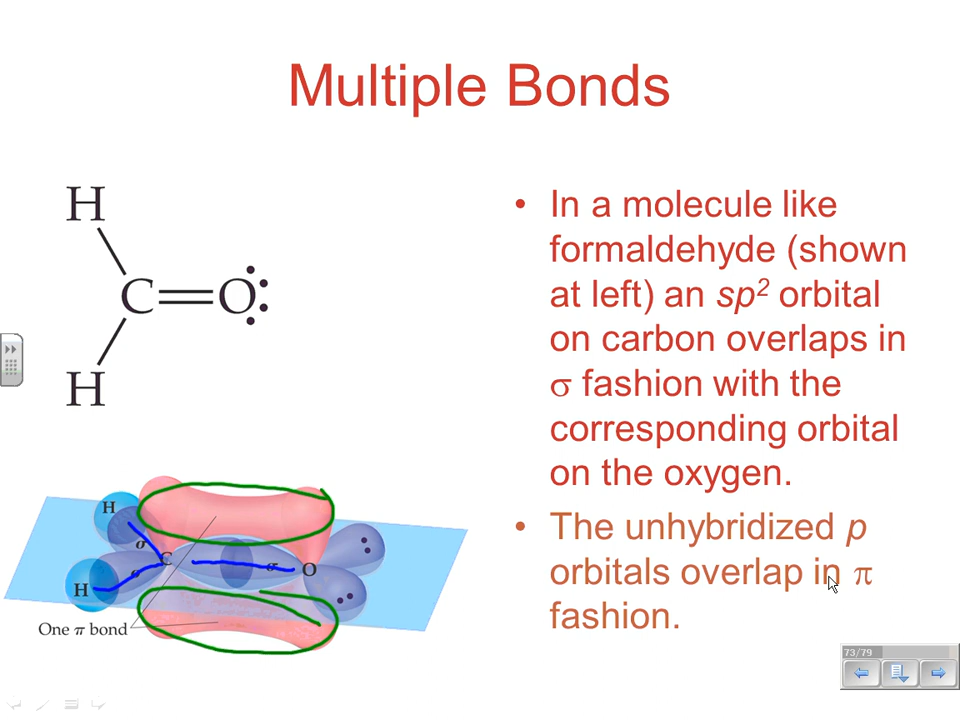 Multiple Bonds
H
C=O
H
• In a molecule like
formaldehyde (shown
at left) an sp² orbital
on carbon overlaps in
σ fashion with the
corresponding orbital
on the oxygen.
• The unhybridized p
orbitals overlap in π
fashion.
H
σ
C
σ
H
σ
O
One π bond
73/79